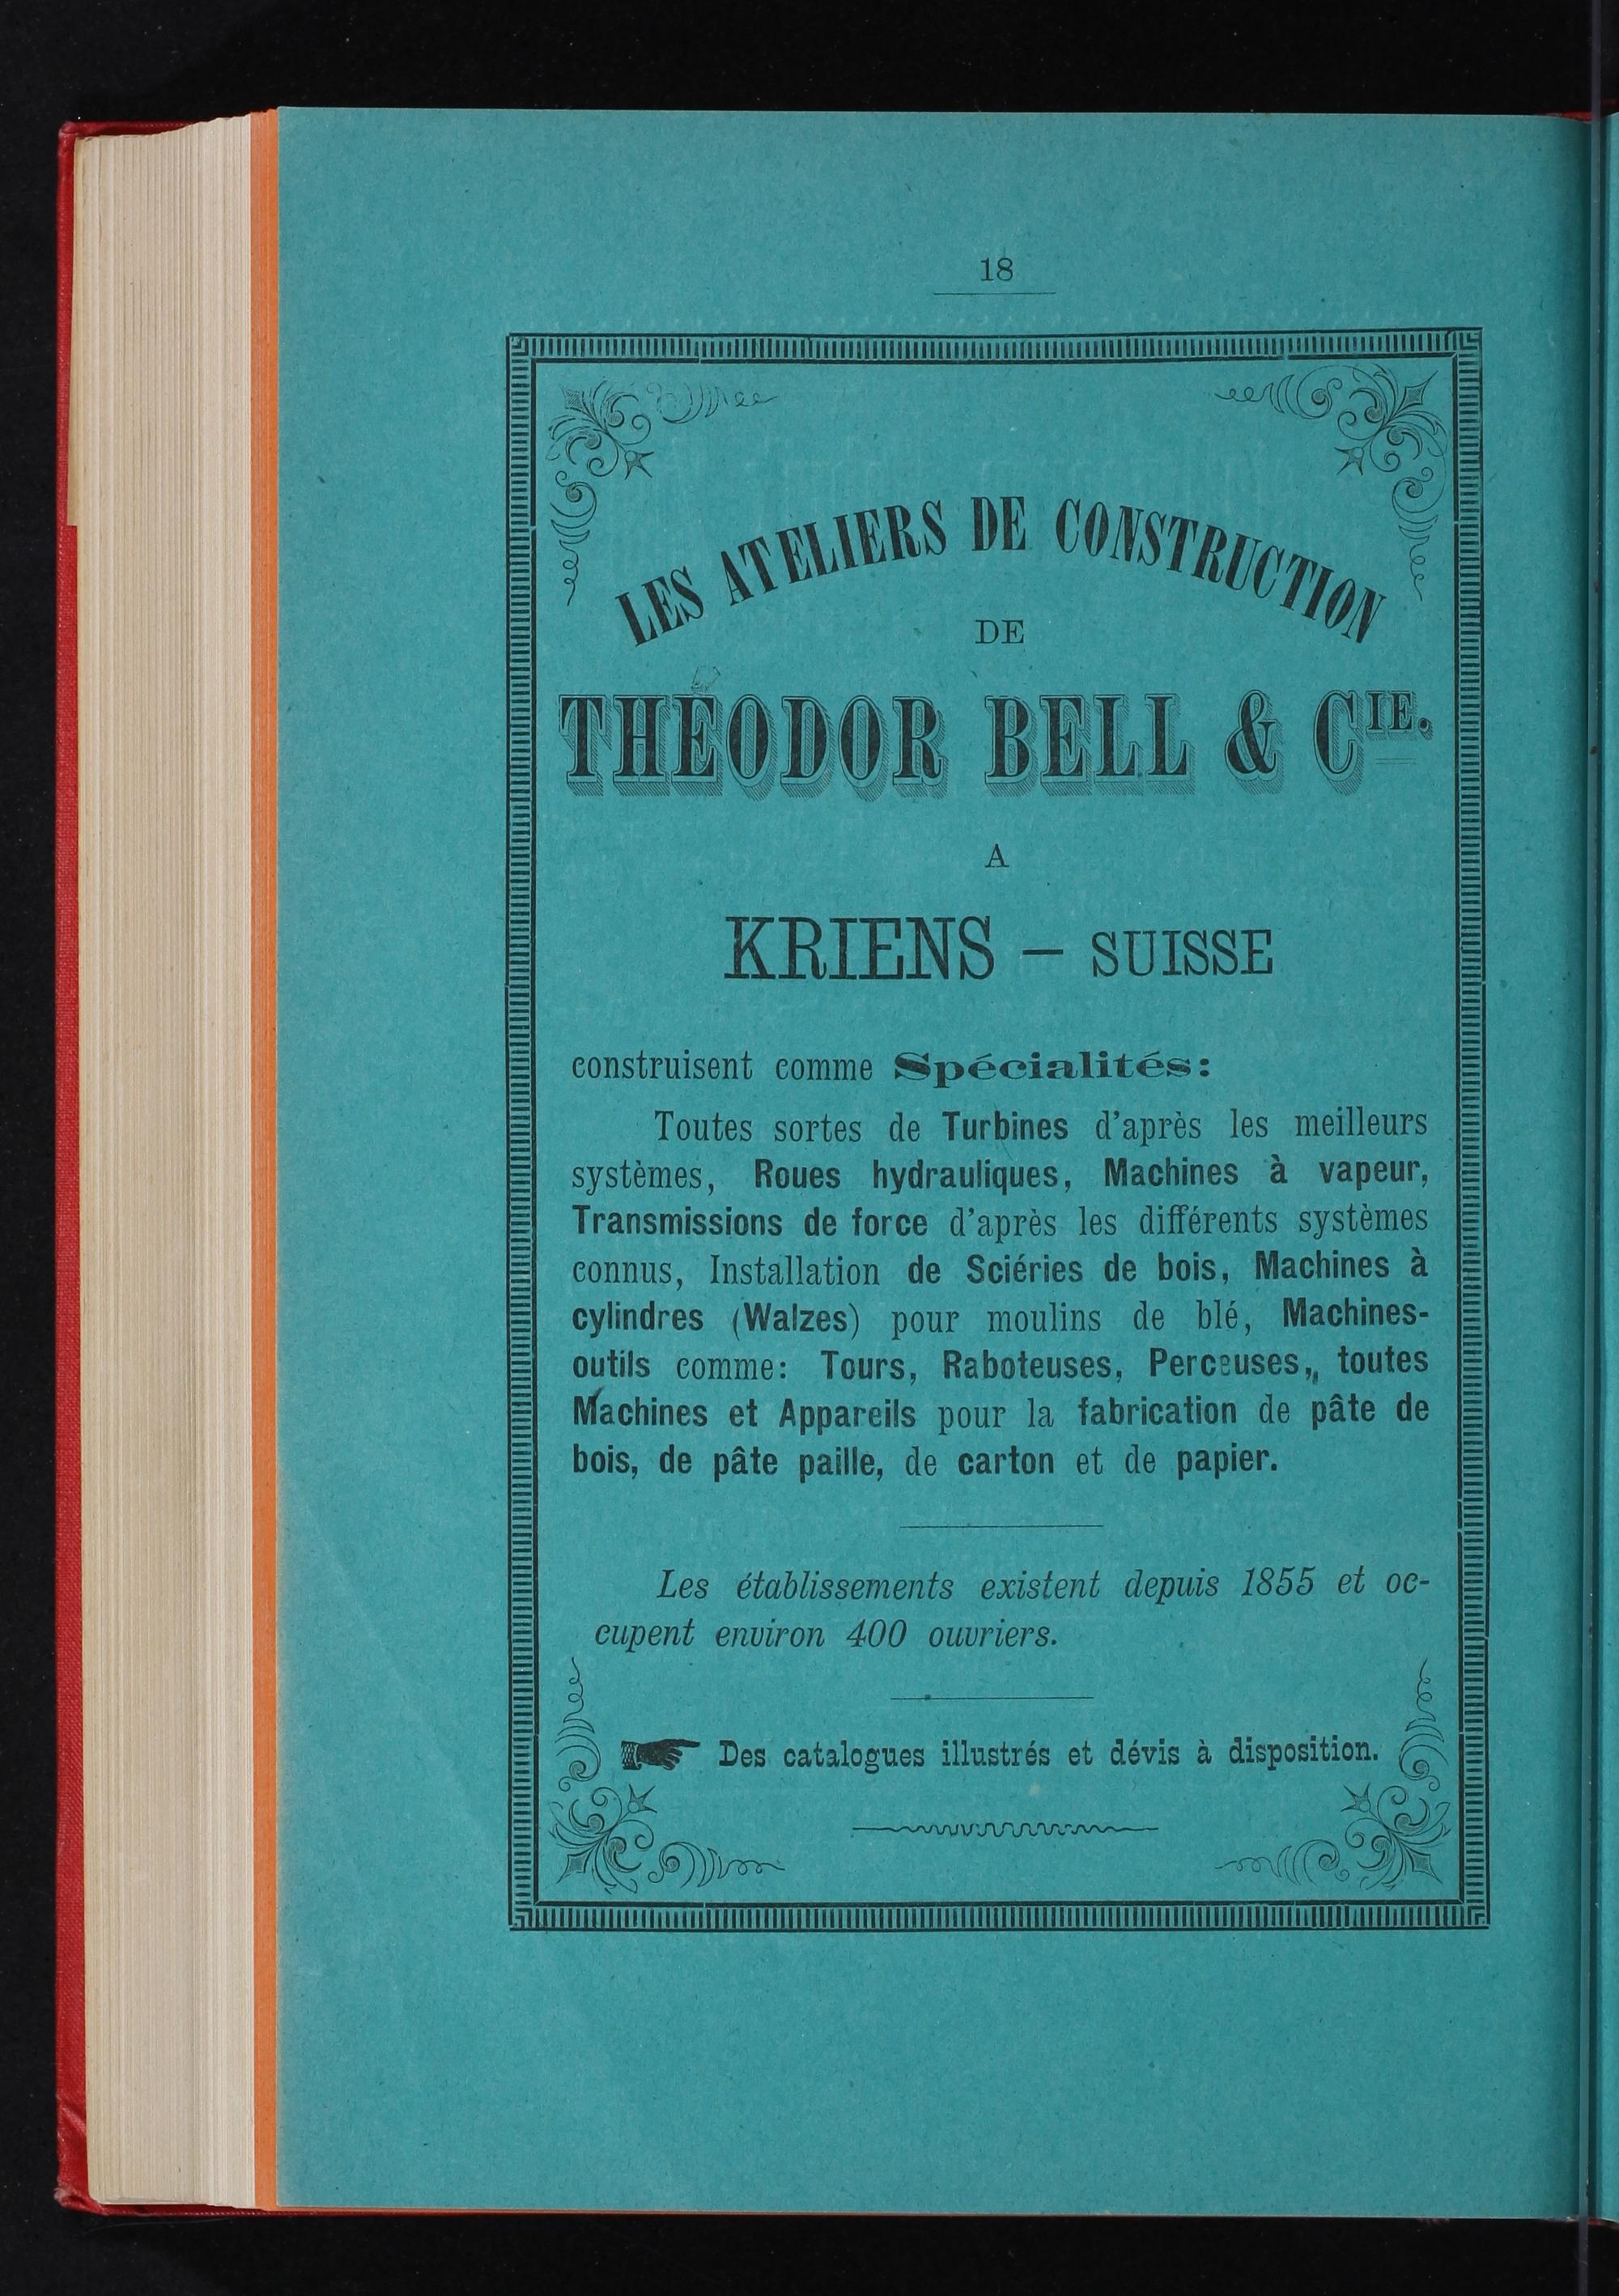 18
LES ATELIERS DE CONSTRUCTION
DE
THÉODOR BELL & CIE.
A
KRIENS — SUISSE
construisent comme Spécialités:
Toutes sortes de Turbines d'après les meilleurs
systèmes, Roues hydrauliques, Machines à vapeur,
Transmissions de force d'après les différents systèmes
connus, Installation de Sciéries de bois, Machines à
cylindres (Walzes) pour moulins de blé, Machines-
outils comme: Tours, Raboteuses, Perceuses,, toutes
Machines et Appareils pour la fabrication de pâte de
bois, de pâte paille, de carton et de papier.
Les établissements existent depuis 1855 et oc-
cupent environ 400 ouvriers.
☛ Des catalogues illustrés et dévis à disposition.